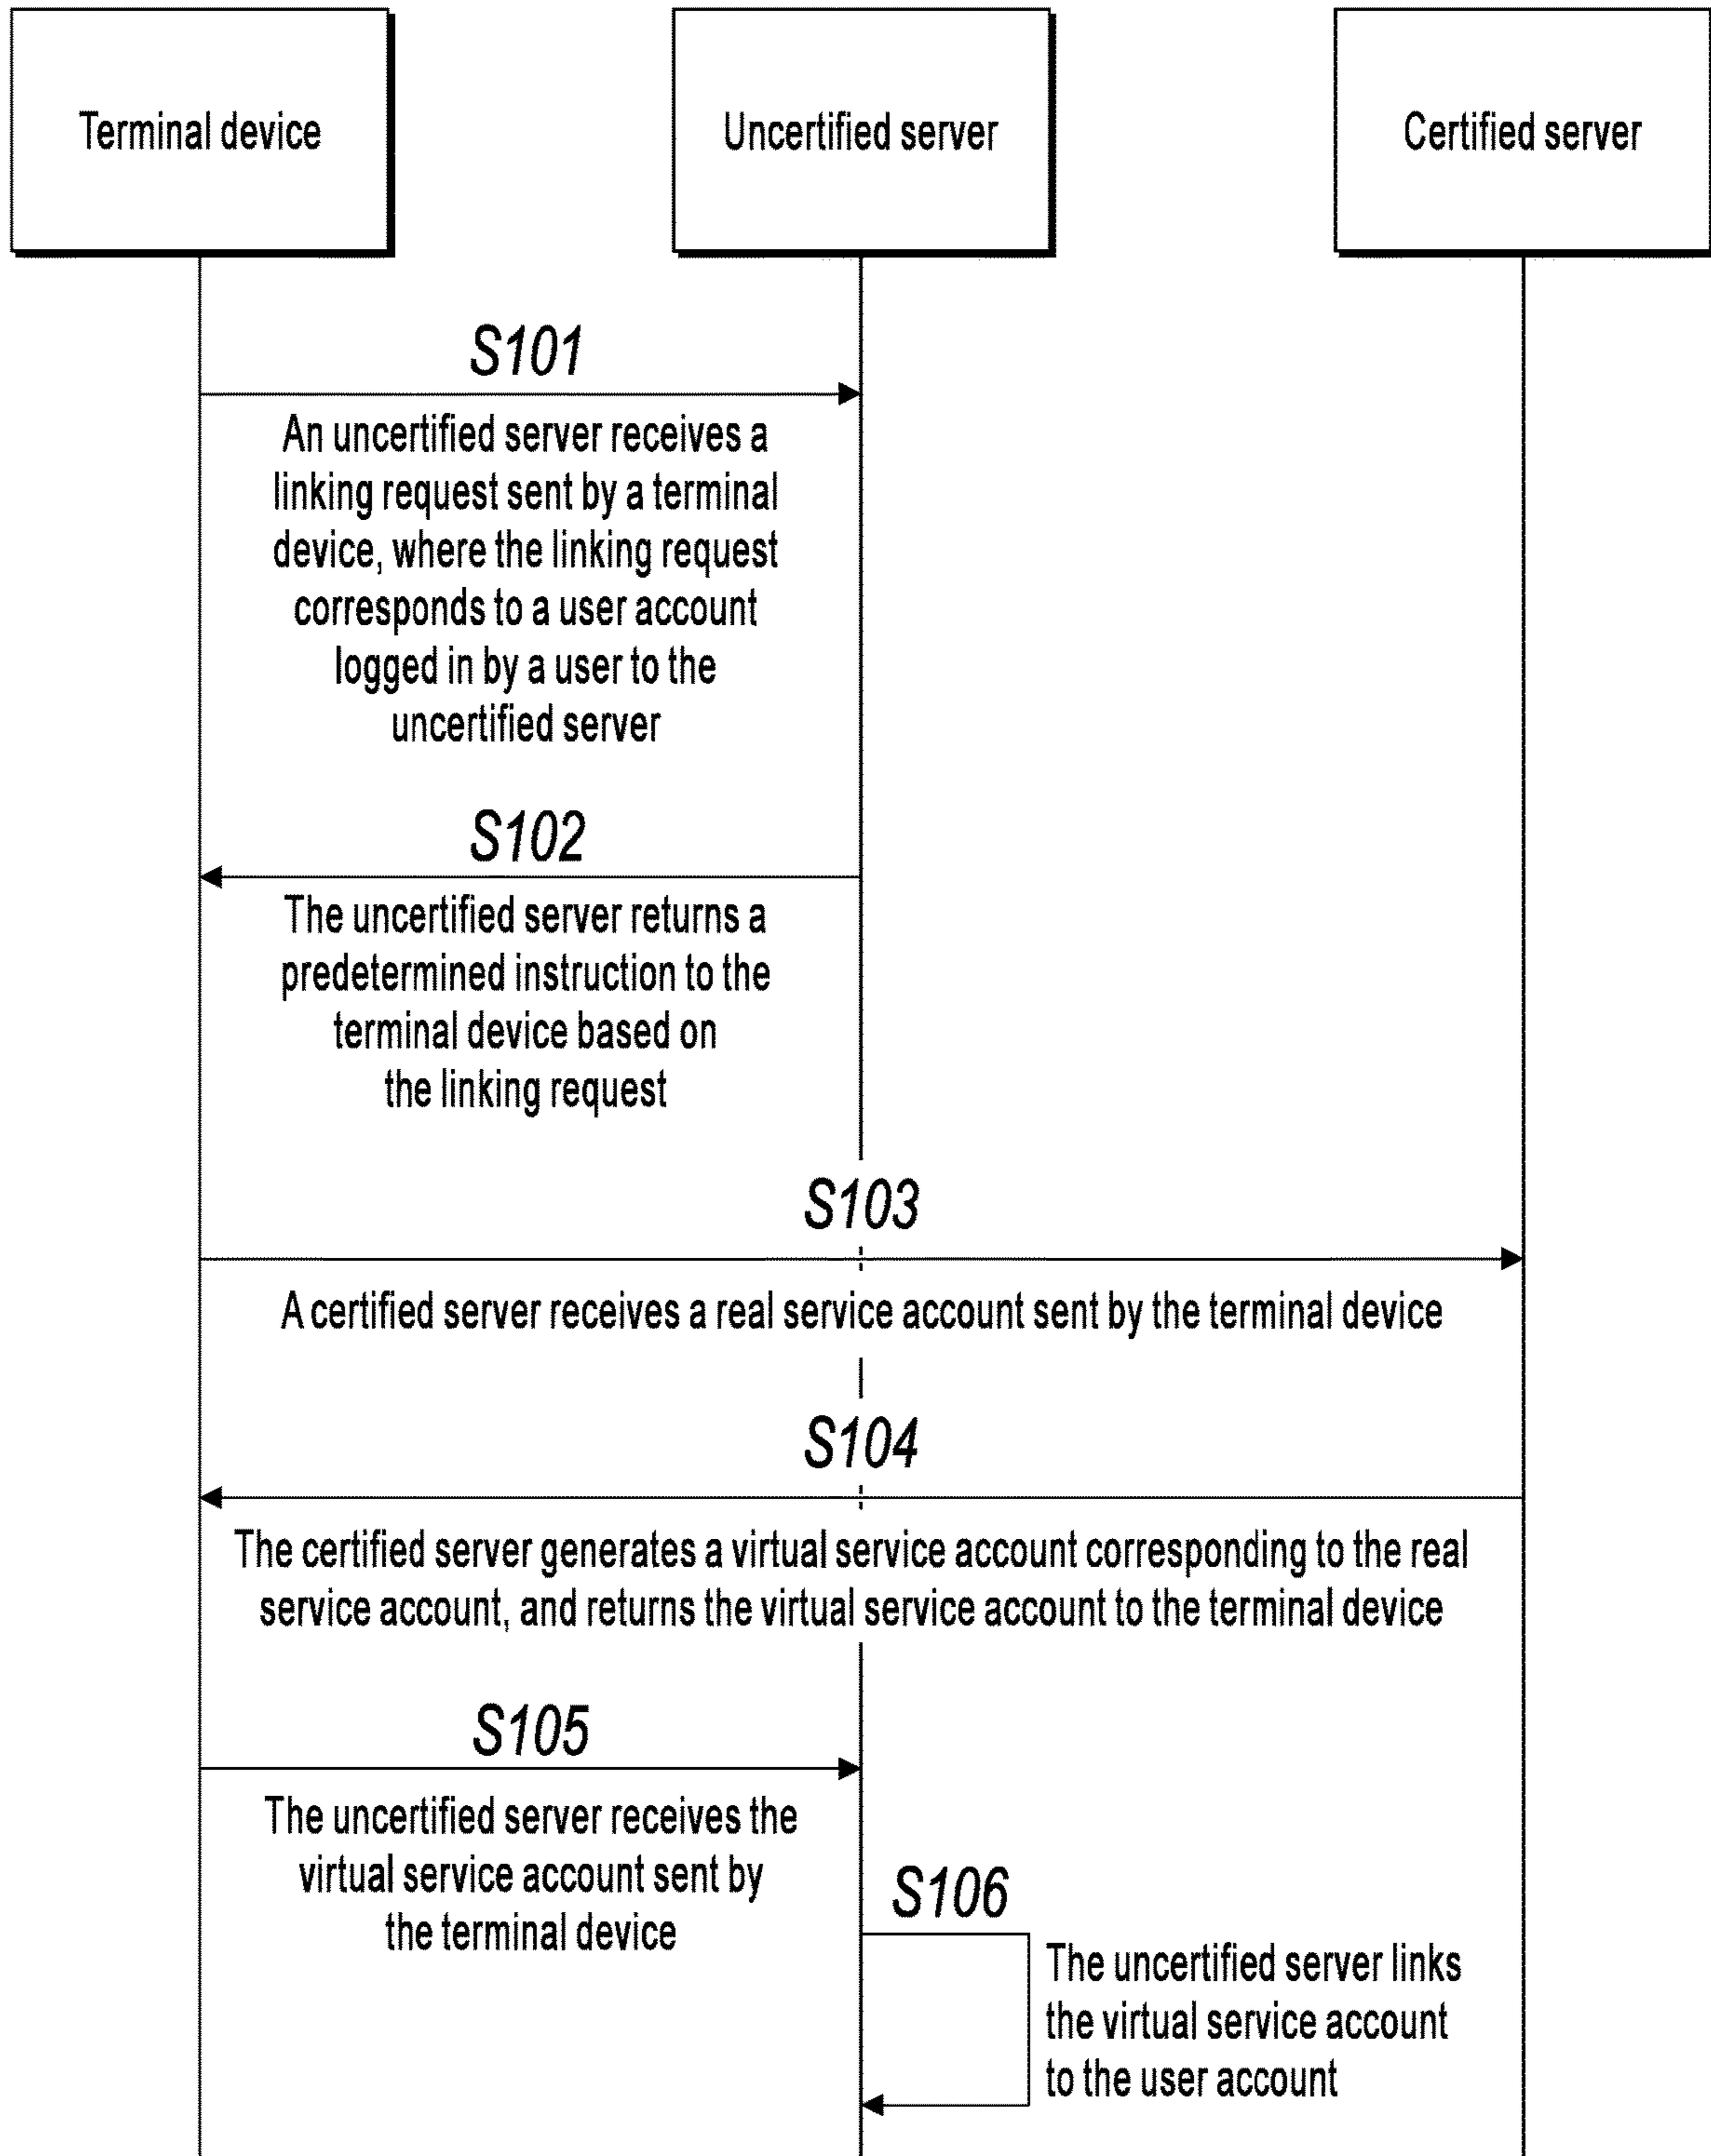 Terminal device
Uncertified server
Certified server
S101
An uncertified server receives a
linking request sent by a terminal
device, where the linking request
corresponds to a user account
logged in by a user to the
uncertified server
S102
The uncertified server returns a
predetermined instruction to the
terminal device based on
the linking request
S103
A certified server receives a real service account sent by the terminal device
S104
The certified server generates a virtual service account corresponding to the real
service account, and returns the virtual service account to the terminal device
S105
The uncertified server receives the
virtual service account sent by
the terminal device
S106
The uncertified server links
the virtual service account
to the user account